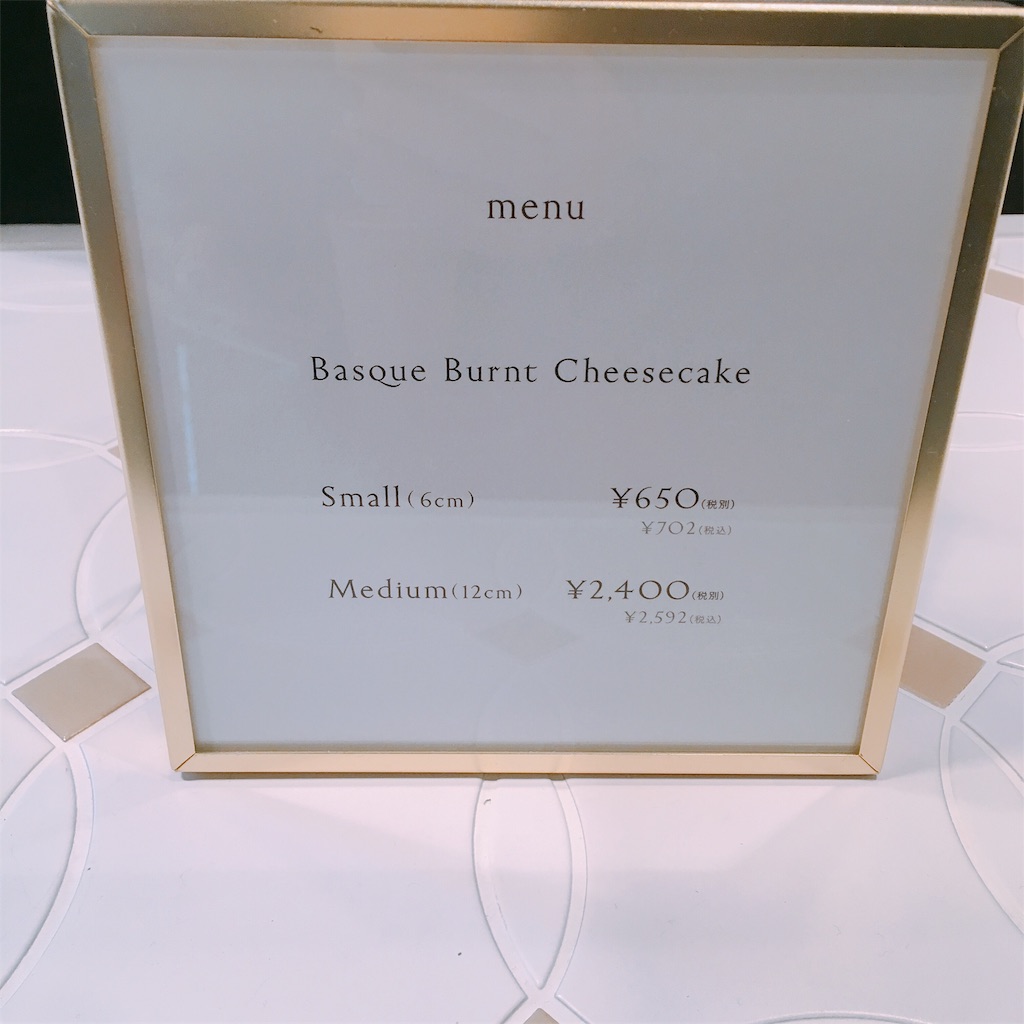 menu
Basque Burnt Cheesecake
Small(6cm) ¥650(税別)
¥702(税込)
Medium(12cm) ¥2,400(税別)
¥2,592(税込)